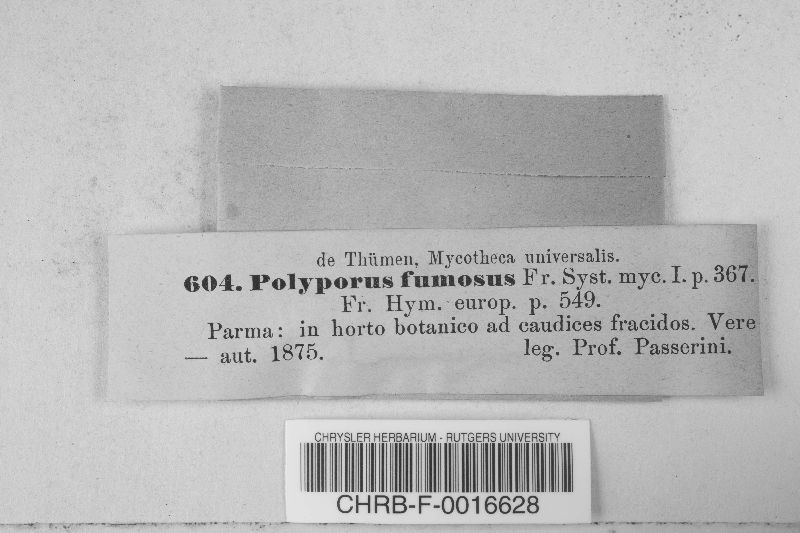 de Thümen, Mycotheca universalis.
604. Polyporus fumosus Fr. Syst. myc. I. p. 367.
Fr. Hym. europ. p. 549.
Parma: in horto botanico ad caudices fracidos. Vere
— aut. 1875. leg. Prof. Passerini.
CHRYSLER HERBARIUM - RUTGERS UNIVERSITY
CHRB-F-0016628